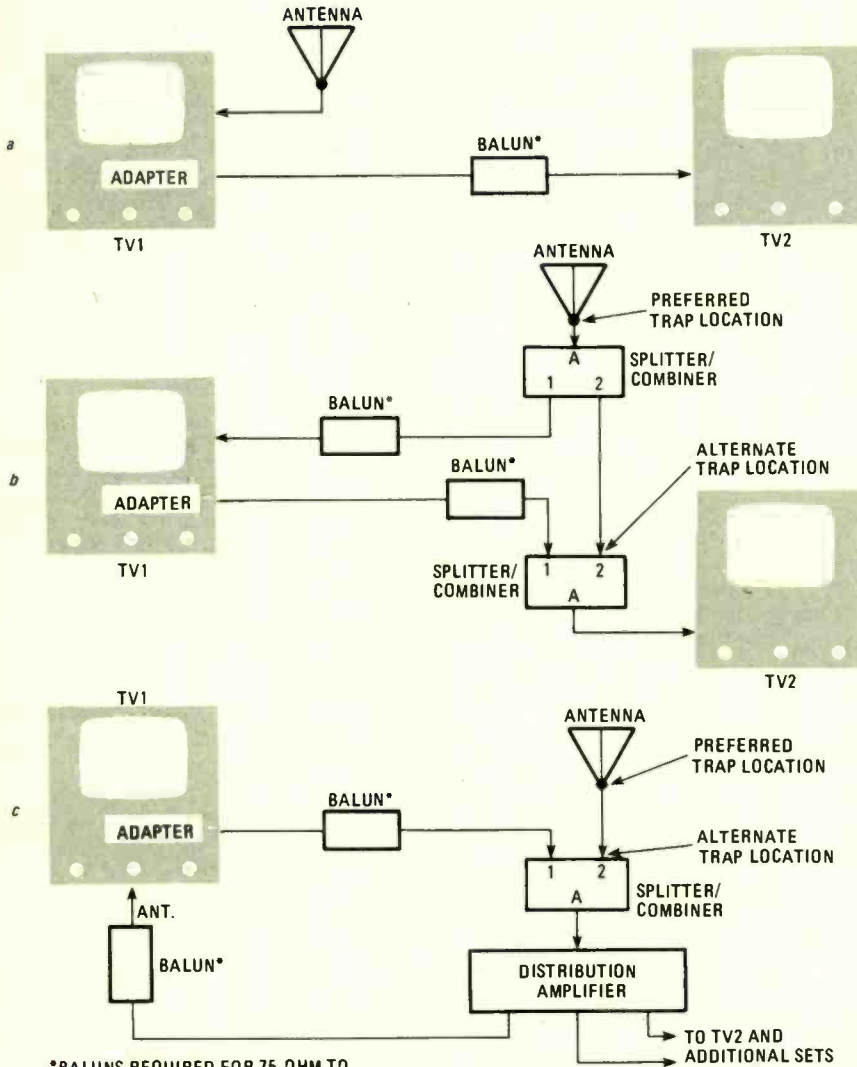 ANTENNA
a
ADAPTER
BALUN*
TV1
TV2
ANTENNA
PREFERRED
TRAP LOCATION
A
1 2
SPLITTER/
COMBINER
BALUN*
b
BALUN*
ALTERNATE
TRAP LOCATION
ADAPTER
1 2
SPLITTER/
COMBINER
A
TV1
TV2
TV1
ANTENNA
PREFERRED
TRAP LOCATION
c
BALUN*
ADAPTER
ALTERNATE
TRAP LOCATION
1 2
SPLITTER/
COMBINER
A
ANT.
BALUN*
DISTRIBUTION
AMPLIFIER
TO TV2 AND
ADDITIONAL SETS
*BALUNS REQUIRED FOR 75-OHM TO